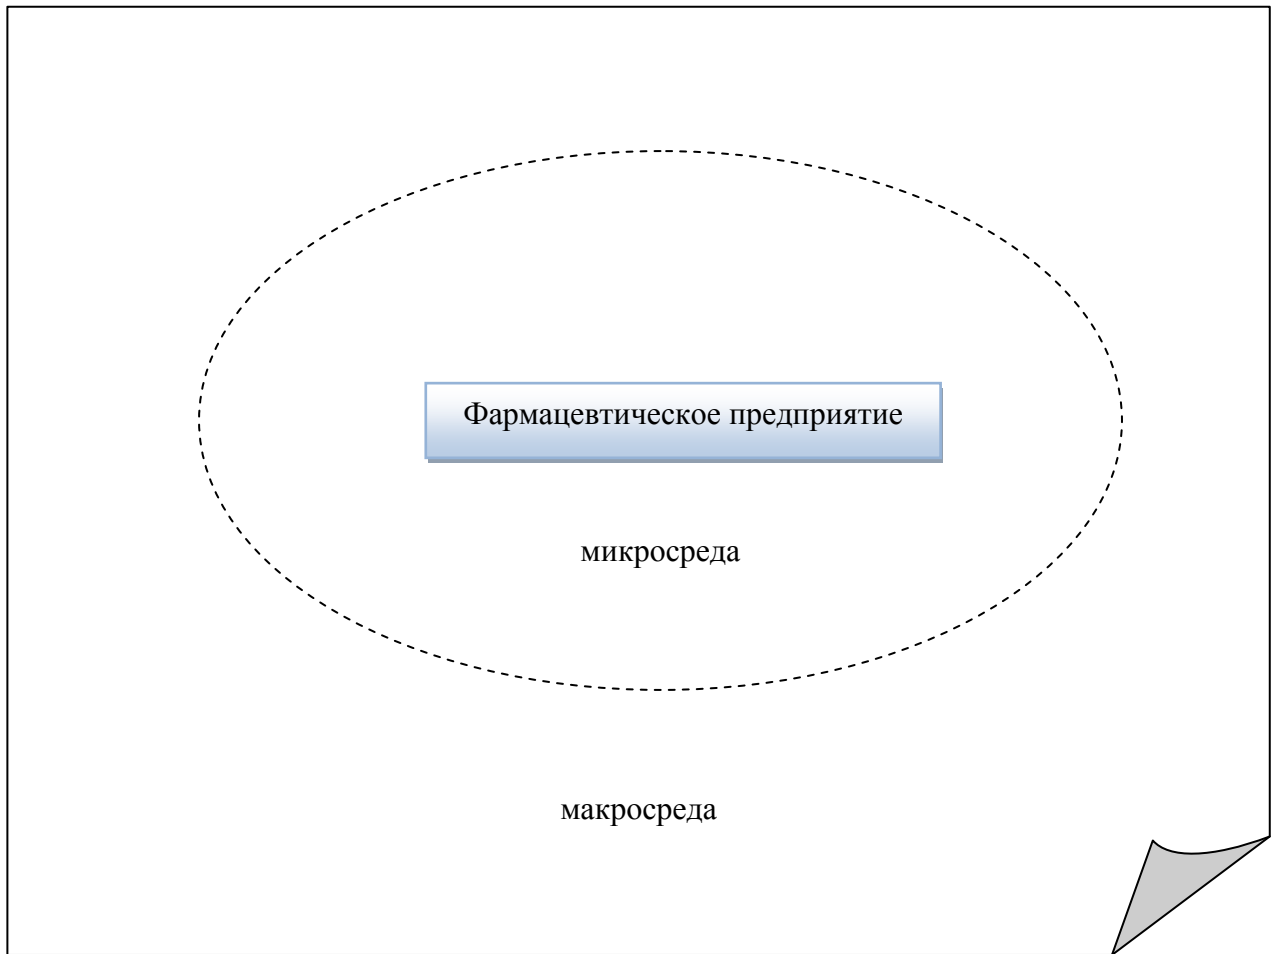 Фармацевтическое предприятие
микросреда
макросреда